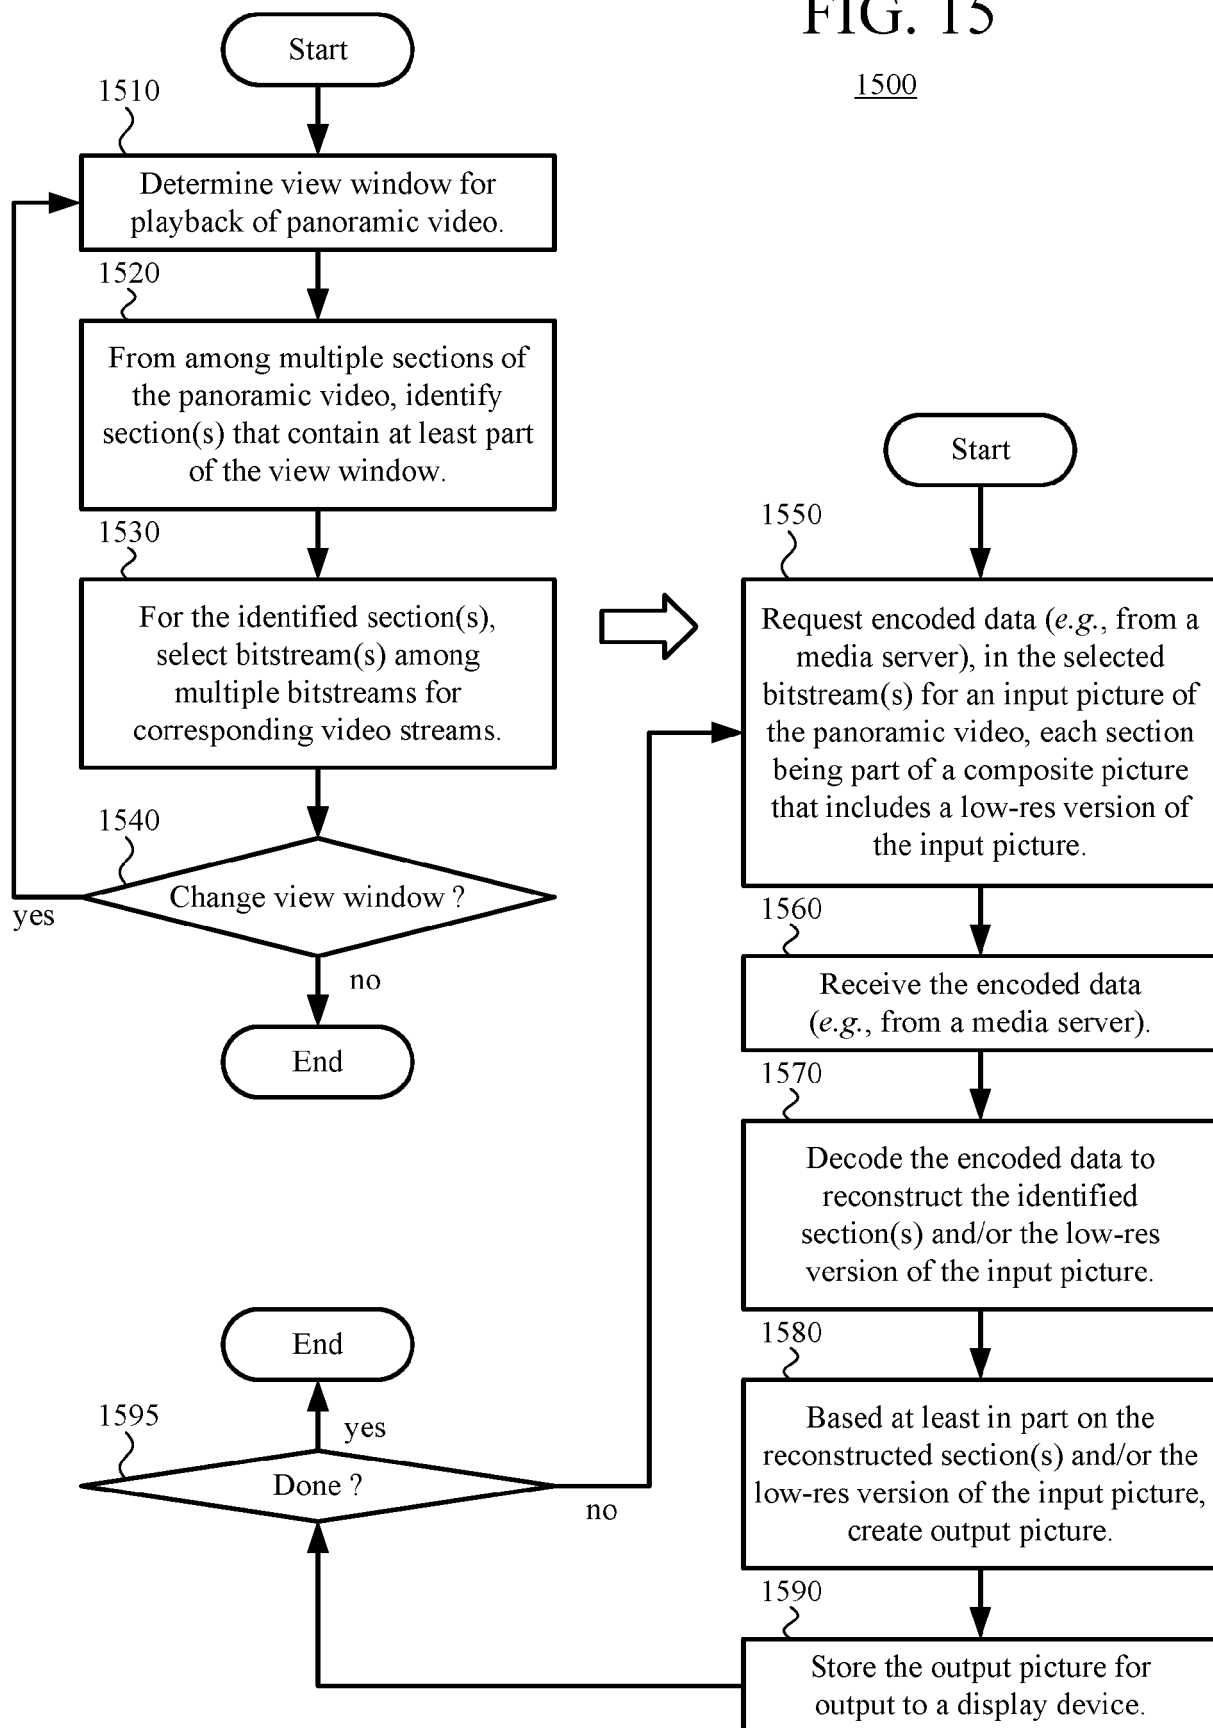 FIG. 15
1500
Start
1510
Determine view window for
playback of panoramic video.
1520
From among multiple sections of
the panoramic video, identify
section(s) that contain at least part
of the view window.
1530
For the identified section(s),
select bitstream(s) among
multiple bitstreams for
corresponding video streams.
1540
Change view window ?
yes
no
End
Start
1550
Request encoded data (e.g., from a
media server), in the selected
bitstream(s) for an input picture of
the panoramic video, each section
being part of a composite picture
that includes a low-res version of
the input picture.
1560
Receive the encoded data
(e.g., from a media server).
1570
Decode the encoded data to
reconstruct the identified
section(s) and/or the low-res
version of the input picture.
1580
Based at least in part on the
reconstructed section(s) and/or the
low-res version of the input picture,
create output picture.
1590
Store the output picture for
output to a display device.
1595
Done ?
yes
no
End